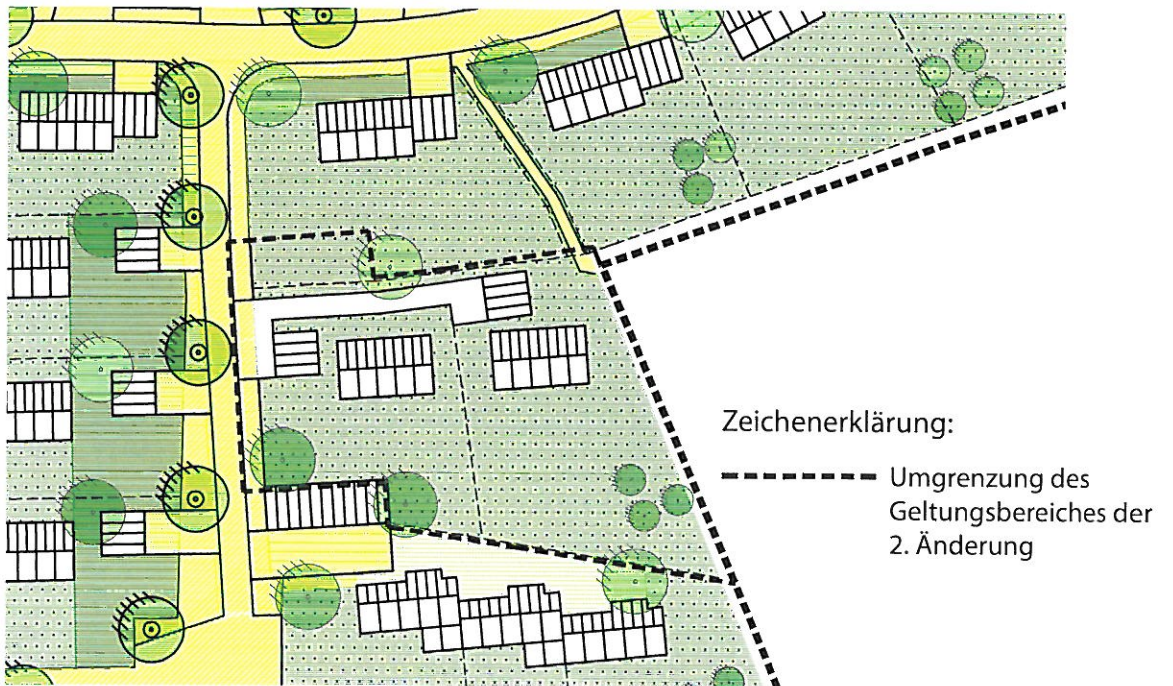 Zeichenerklärung:
Umgrenzung des
Geltungsbereiches der
2. Änderung